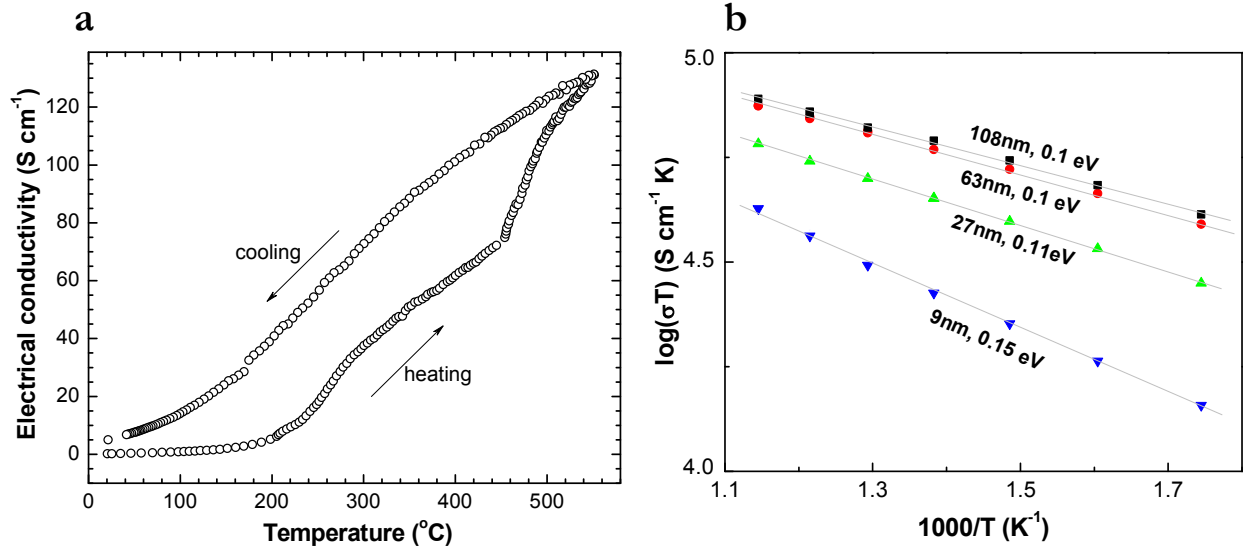 a
Electrical conductivity (S cm⁻¹)
120
100
80
60
40
20
0
cooling
heating
0 100 200 300 400 500
Temperature (°C)
b
log(σT) (S cm⁻¹ K)
5.0
4.5
4.0
108nm, 0.1 eV
63nm, 0.1 eV
27nm, 0.11eV
9nm, 0.15 eV
1.1 1.3 1.5 1.7
1000/T (K⁻¹)